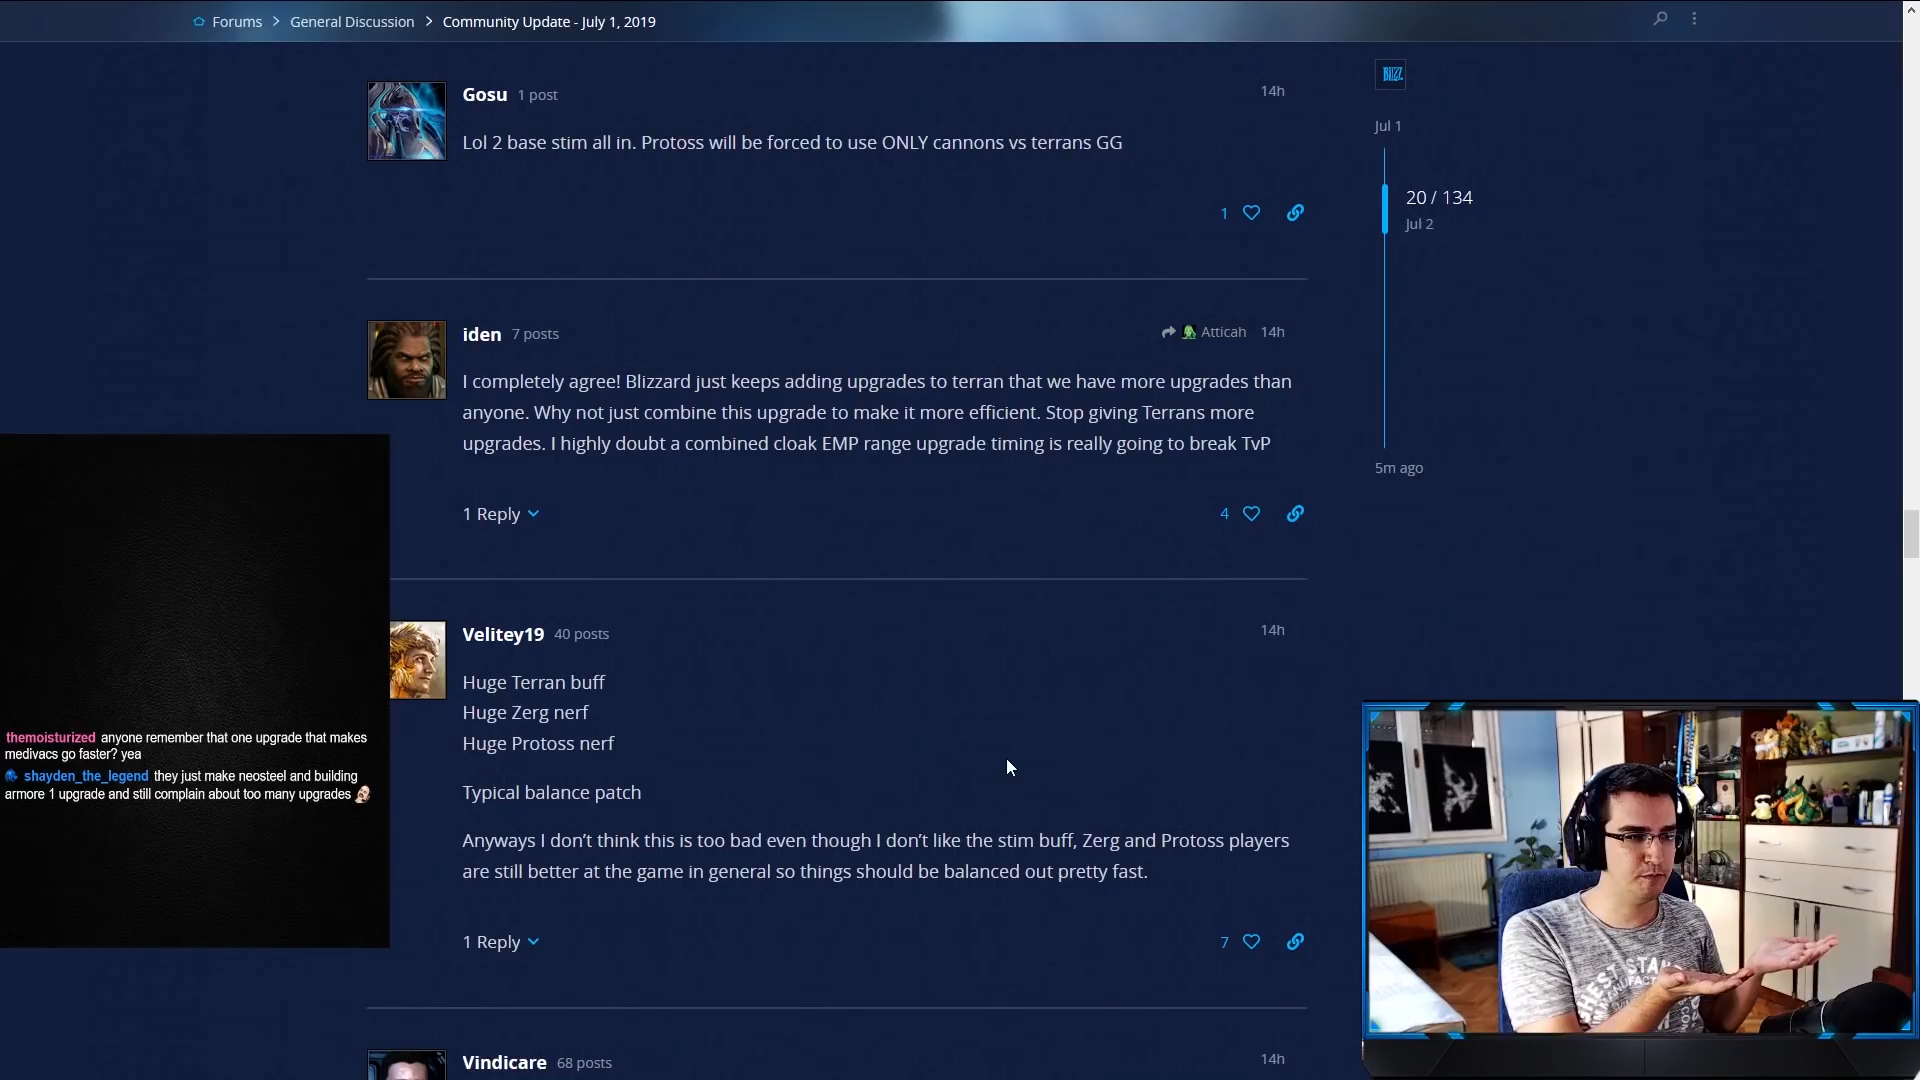 Forums > General Discussion > Community Update - July 1, 2019
Gosu 1 post 14h
Lol 2 base stim all in. Protoss will be forced to use ONLY cannons vs terrans GG
1
BLIZZ
Jul 1
20 / 134
Jul 2
5m ago
iden 7 posts Atticah 14h
I completely agree! Blizzard just keeps adding upgrades to terran that we have more upgrades than
anyone. Why not just combine this upgrade to make it more efficient. Stop giving Terrans more
upgrades. I highly doubt a combined cloak EMP range upgrade timing is really going to break TvP
1 Reply 4
Velitey19 40 posts 14h
Huge Terran buff
Huge Zerg nerf
Huge Protoss nerf
Typical balance patch
Anyways I don’t think this is too bad even though I don’t like the stim buff, Zerg and Protoss players
are still better at the game in general so things should be balanced out pretty fast.
1 Reply 7
Vindicare 68 posts 14h
themoisturized anyone remember that one upgrade that makes
medivacs go faster? yea
shayden_the_legend they just make neosteel and building
armore 1 upgrade and still complain about too many upgrades